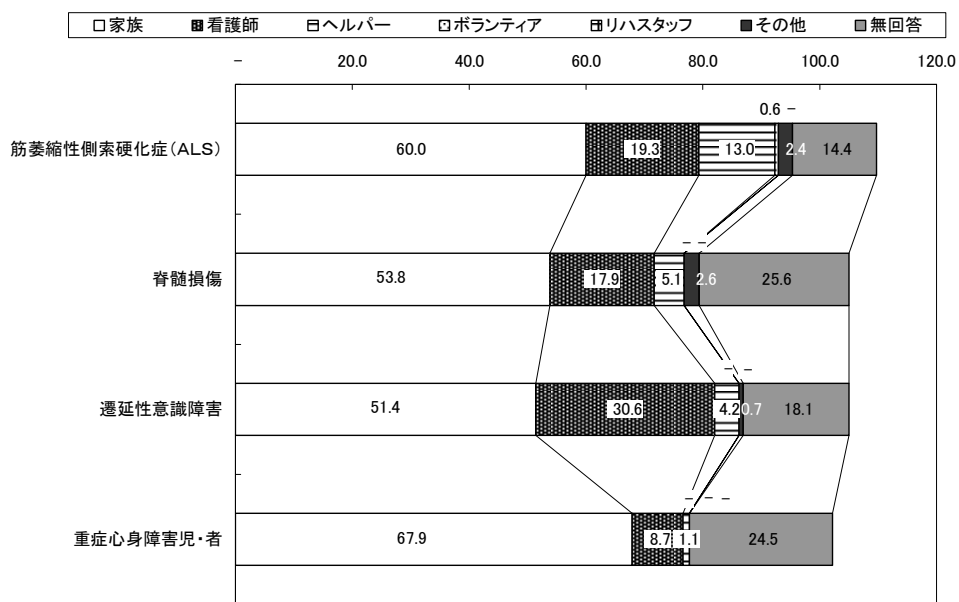 家族 看護師 ヘルパー ボランティア リハスタッフ その他 無回答
－ 20.0 40.0 60.0 80.0 100.0 120.0
0.6 －
筋萎縮性側索硬化症(ALS) 60.0 19.3 13.0 2.4 14.4
－ －
脊髄損傷 53.8 17.9 5.1 2.6 25.6
－ －
遷延性意識障害 51.4 30.6 4.2 0.7 18.1
－ － －
重症心身障害児・者 67.9 8.7 1.1 24.5